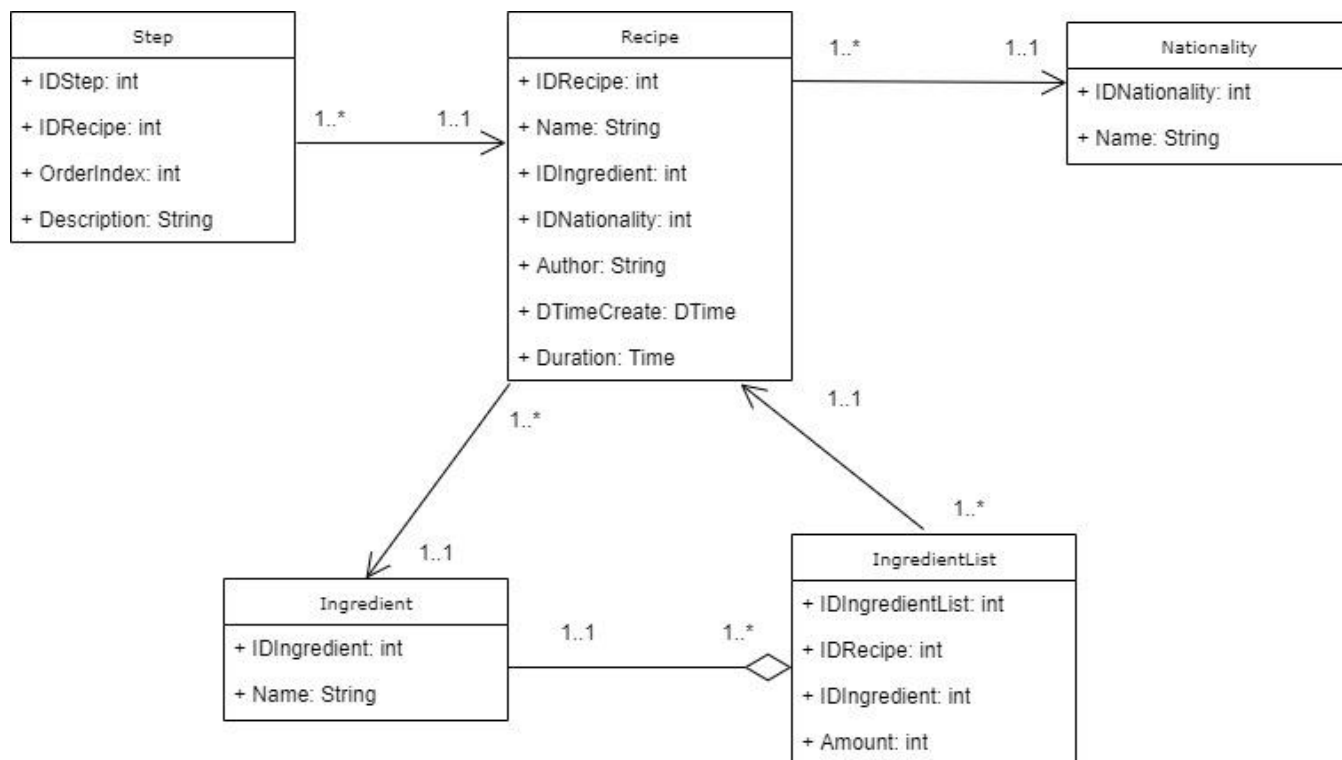 Step
+ IDStep: int
+ IDRecipe: int
+ OrderIndex: int
+ Description: String
1..*
1..1
Recipe
+ IDRecipe: int
+ Name: String
+ IDIngredient: int
+ IDNationality: int
+ Author: String
+ DTimeCreate: DTime
+ Duration: Time
1..*
1..1
Nationality
+ IDNationality: int
+ Name: String
1..*
1..1
1..1
1..*
Ingredient
+ IDIngredient: int
+ Name: String
1..1
1..*
IngredientList
+ IDIngredientList: int
+ IDRecipe: int
+ IDIngredient: int
+ Amount: int